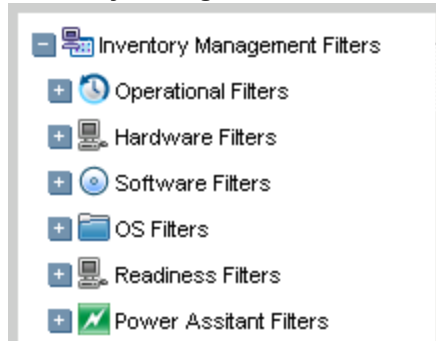 Inventory Management Filters
Operational Filters
Hardware Filters
Software Filters
OS Filters
Readiness Filters
Power Assitant Filters